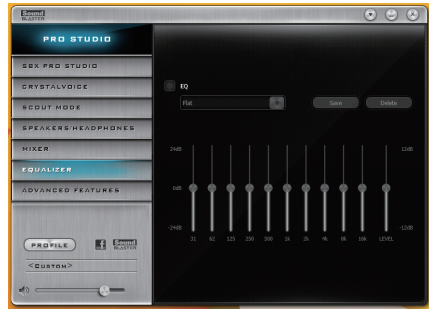 Sound
BLASTER
PRO STUDIO
SBX PRO STUDIO
CRYSTALVOICE
SCOUT MODE
SPEAKERS/HEADPHONES
MIXER
EQUALIZER
ADVANCED FEATURES
PROFILE
f
Sound
BLASTER
<CUSTOM>
EQ
Flat
Save
Delete
24dB
12dB
0dB
-24dB
-12dB
31 62 125 250 500 1k 2k 4k 8k 16k LEVEL